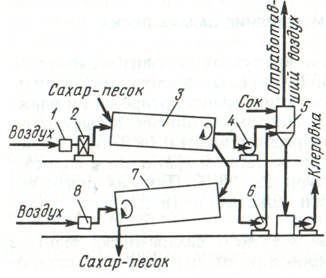 Отработав-
ший воздух
Сахар-песок
3
Сок
5
1
2
Воздух
4
Клеровка
7
6
8
Воздух
Сахар-песок